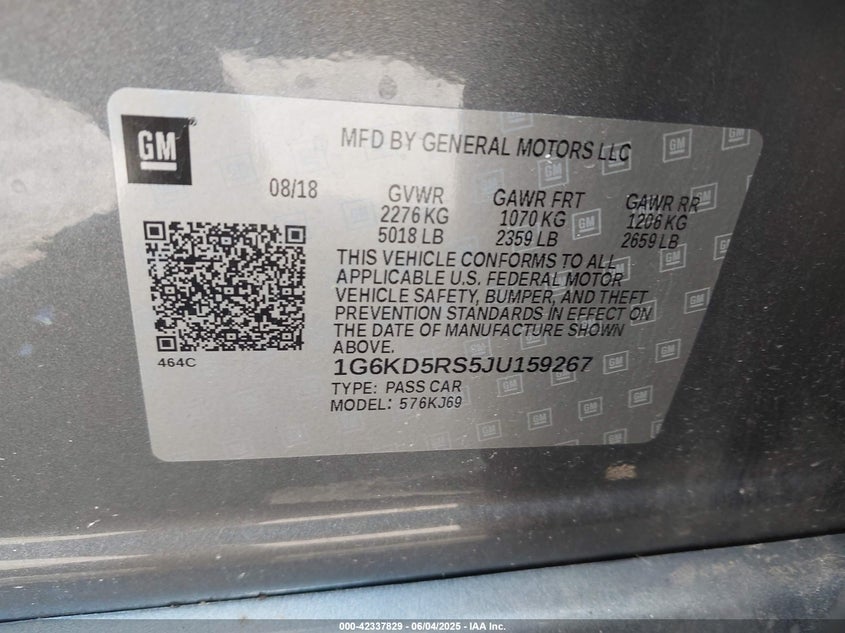 GM
MFD BY GENERAL MOTORS LLC
08/18
GVWR
2276 KG
5018 LB
GAWR FRT
1070 KG
2359 LB
GAWR RR
1206 KG
2659 LB
THIS VEHICLE CONFORMS TO ALL
APPLICABLE U.S. FEDERAL MOTOR
VEHICLE SAFETY, BUMPER, AND THEFT
PREVENTION STANDARDS IN EFFECT ON
THE DATE OF MANUFACTURE SHOWN
ABOVE.
464C
1G6KD5RS5JU159267
TYPE: PASS CAR
MODEL: 576KJ69
000-42337829 - 06/04/2025 - IAA Inc.